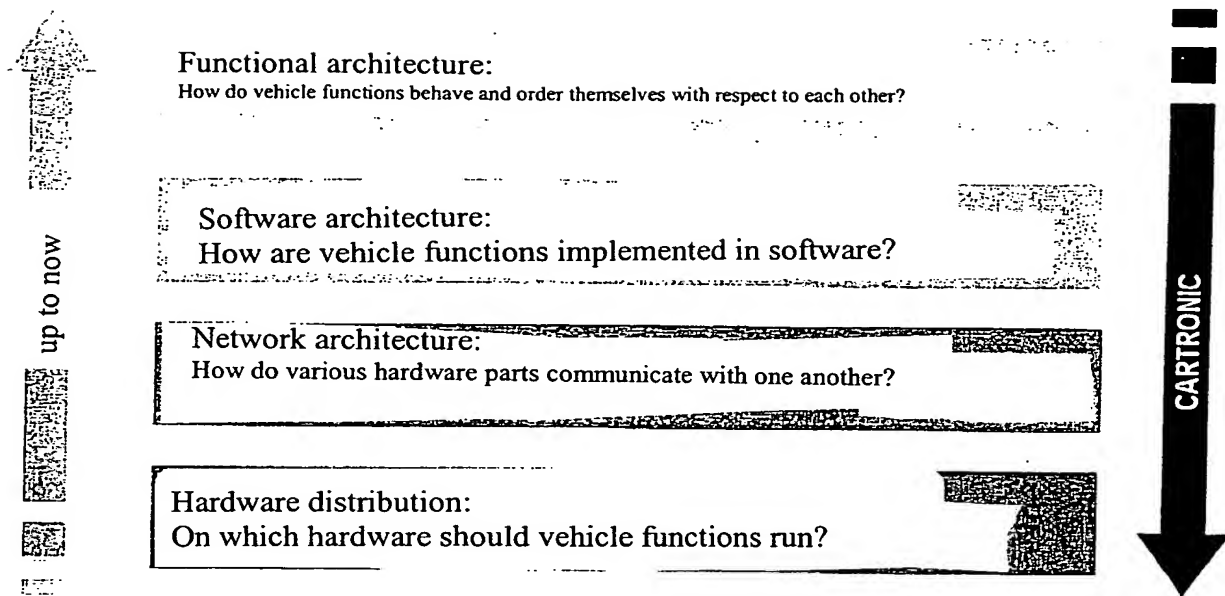 Functional architecture:
How do vehicle functions behave and order themselves with respect to each other?
Software architecture:
How are vehicle functions implemented in software?
up to now
Network architecture:
How do various hardware parts communicate with one another?
CARTRONIC
Hardware distribution:
On which hardware should vehicle functions run?